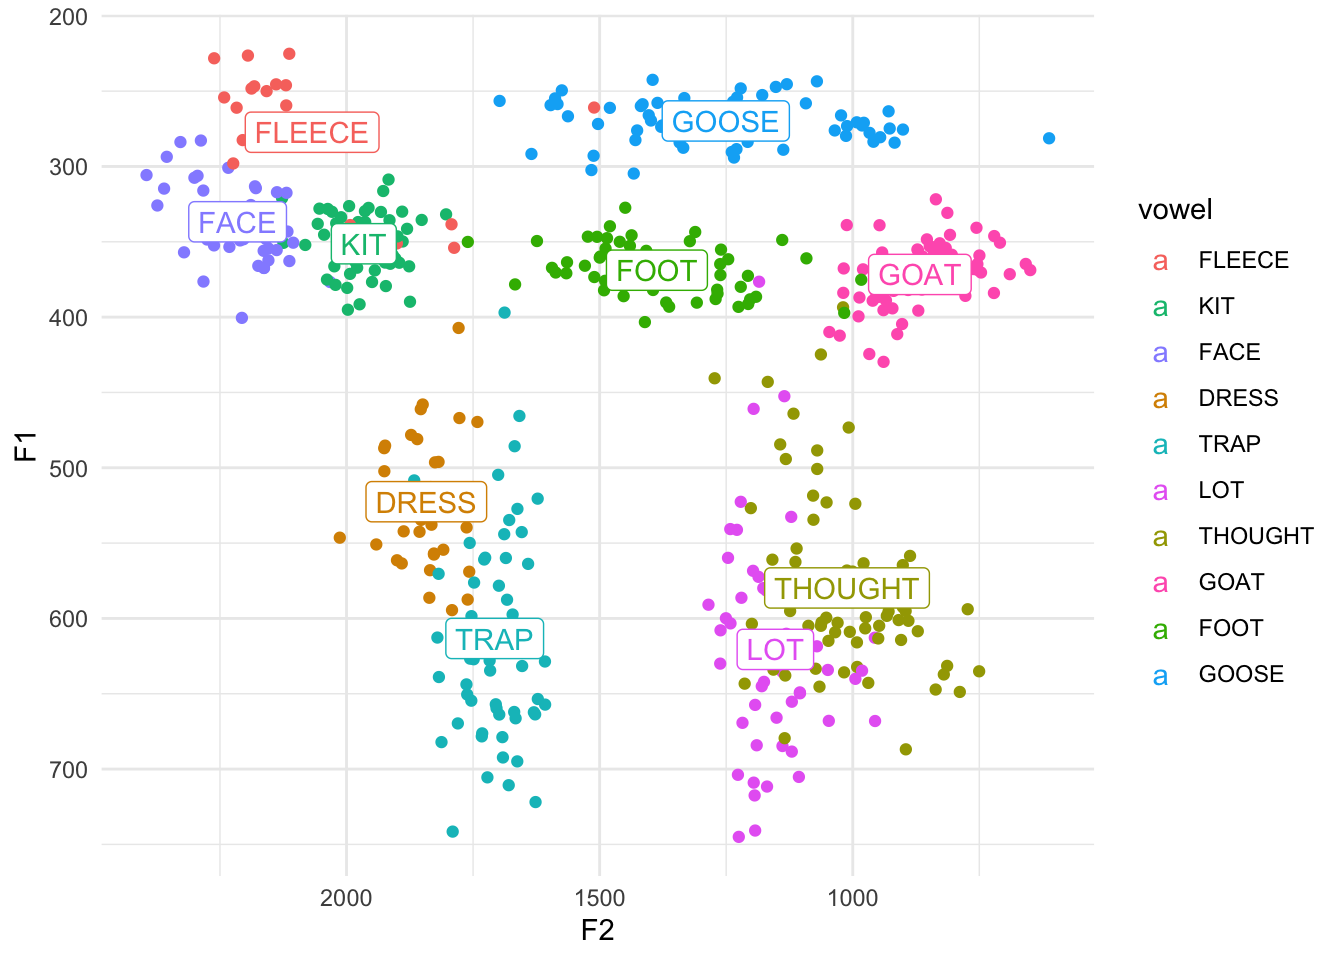 200
300
400
500
600
700
F1
2000
1500
1000
F2
FLEECE
GOOSE
FACE
KIT
FOOT
GOAT
DRESS
THOUGHT
TRAP
LOT
vowel
a FLEECE
a KIT
a FACE
a DRESS
a TRAP
a LOT
a THOUGHT
a GOAT
a FOOT
a GOOSE